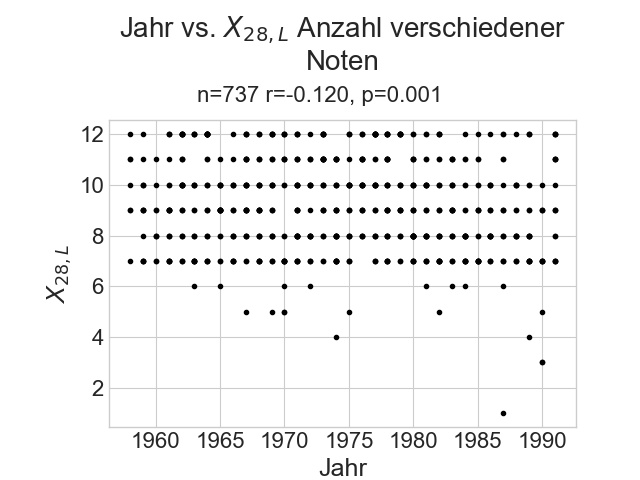 Jahr vs. X₂₈,L Anzahl verschiedener
Noten
n=737 r=-0.120, p=0.001
12
10
8
6
4
2
X₂₈,L
1960 1965 1970 1975 1980 1985 1990
Jahr